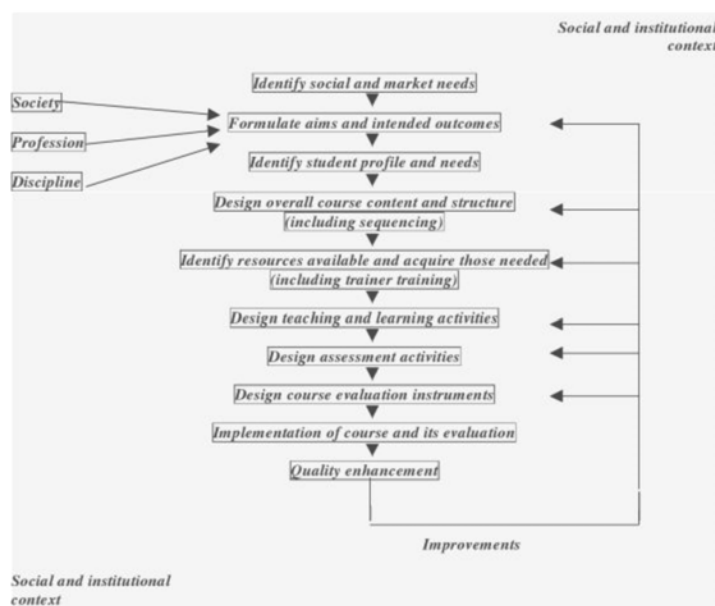 Social and institutional
context
Identify social and market needs
Society
Formulate aims and intended outcomes
Profession
Identify student profile and needs
Discipline
Design overall course content and structure
(including sequencing)
Identify resources available and acquire those needed
(including trainer training)
Design teaching and learning activities
Design assessment activities
Design course evaluation instruments
Implementation of course and its evaluation
Quality enhancement
Improvements
Social and institutional
context